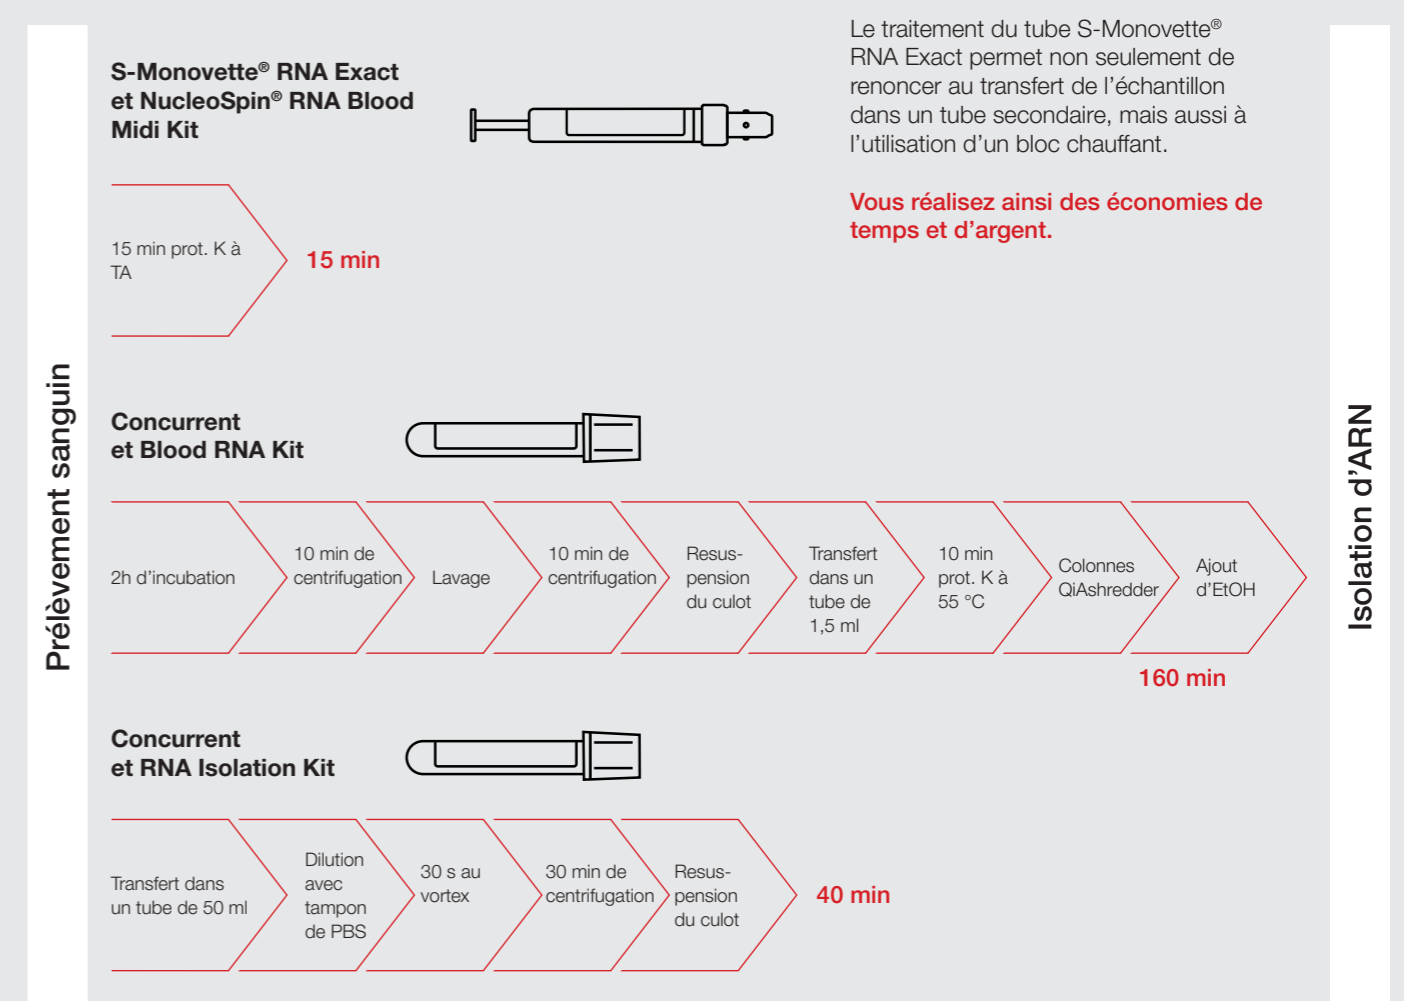 Prélèvement sanguin
S-Monovette® RNA Exact
et NucleoSpin® RNA Blood
Midi Kit
Le traitement du tube S-Monovette®
RNA Exact permet non seulement de
renoncer au transfert de l’échantillon
dans un tube secondaire, mais aussi à
l’utilisation d’un bloc chauffant.
Vous réalisez ainsi des économies de
temps et d’argent.
15 min prot. K à
TA
15 min
Concurrent
et Blood RNA Kit
2h d’incubation
10 min de
centrifugation
Lavage
10 min de
centrifugation
Resus-
pension
du culot
Transfert
dans un
tube de
1,5 ml
10 min
prot. K à
55 °C
Colonnes
QiAshredder
Ajout
d’EtOH
160 min
Concurrent
et RNA Isolation Kit
Transfert dans
un tube de 50 ml
Dilution
avec
tampon
de PBS
30 s au
vortex
30 min de
centrifugation
Resus-
pension
du culot
40 min
Isolation d’ARN